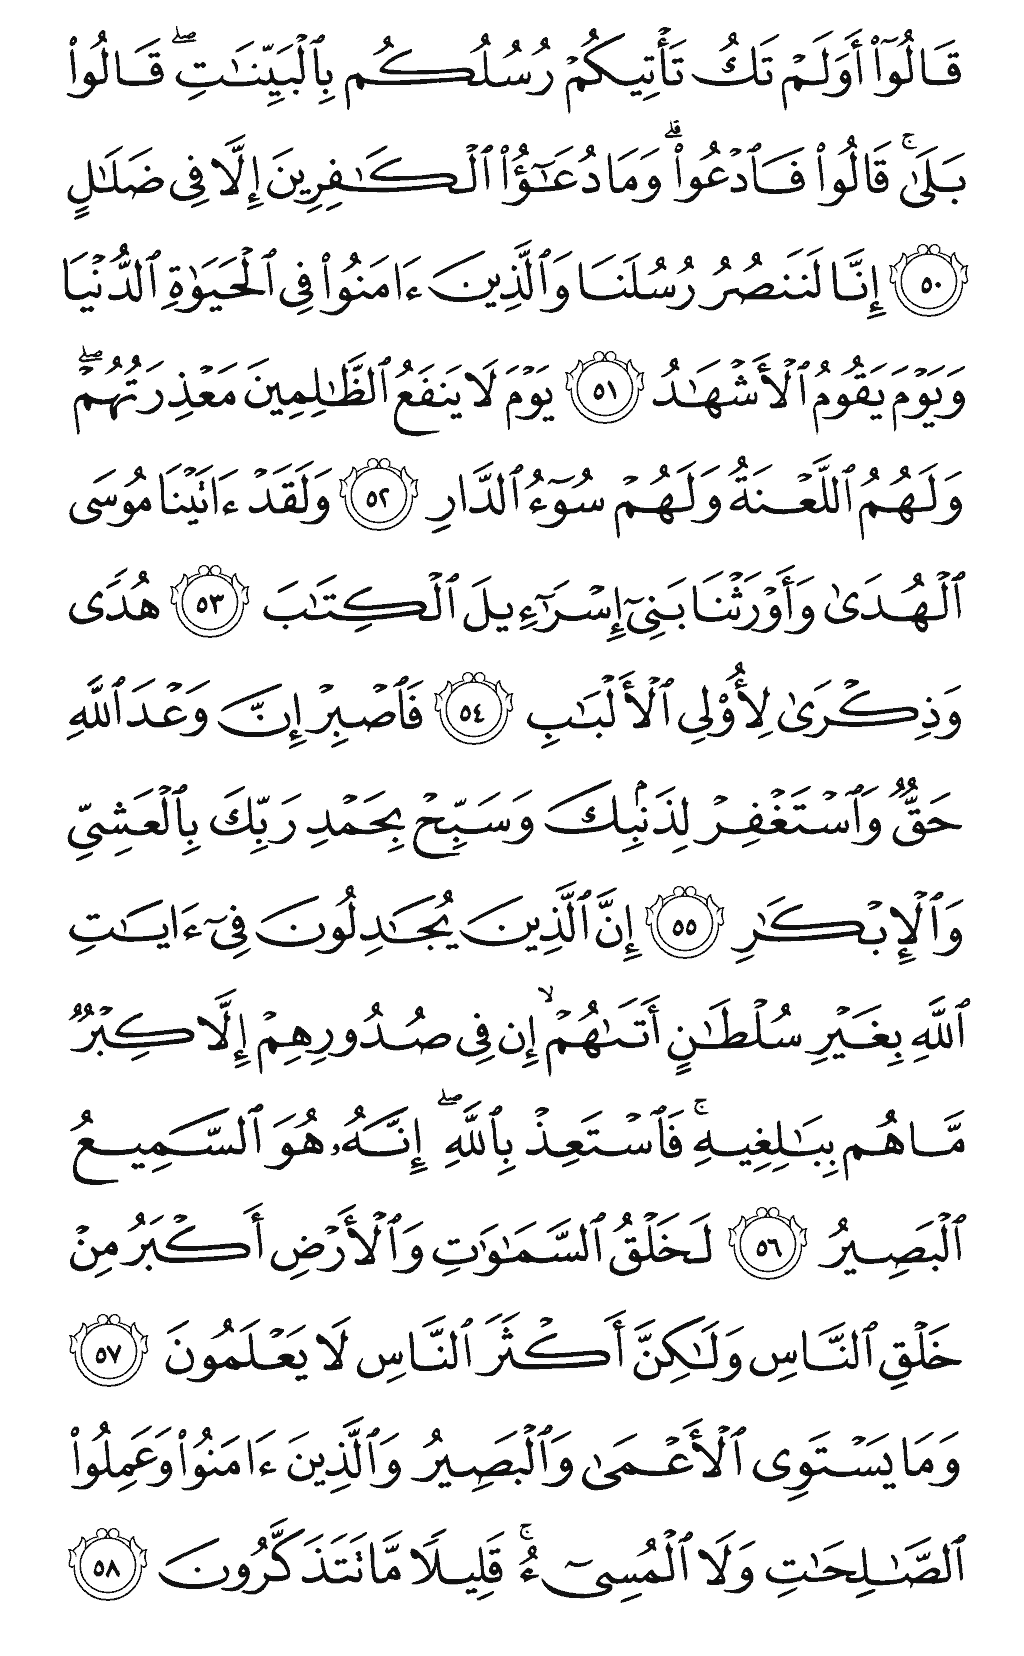 قَالُوٓا۟ أَوَلَمْ تَكُ تَأْتِيكُمْ رُسُلُكُم بِٱلْبَيِّنَـٰتِ ۖ قَالُوا۟
بَلَىٰ ۚ قَالُوا۟ فَٱدْعُوا۟ ۗ وَمَا دُعَـٰٓؤُا۟ ٱلْكَـٰفِرِينَ إِلَّا فِى ضَلَـٰلٍ
٥٠ إِنَّا لَنَنصُرُ رُسُلَنَا وَٱلَّذِينَ ءَامَنُوا۟ فِى ٱلْحَيَوٰةِ ٱلدُّنْيَا
وَيَوْمَ يَقُومُ ٱلْأَشْهَـٰدُ ٥١ يَوْمَ لَا يَنفَعُ ٱلظَّـٰلِمِينَ مَعْذِرَتُهُمْ ۖ
وَلَهُمُ ٱللَّعْنَةُ وَلَهُمْ سُوٓءُ ٱلدَّارِ ٥٢ وَلَقَدْ ءَاتَيْنَا مُوسَى
ٱلْهُدَىٰ وَأَوْرَثْنَا بَنِىٓ إِسْرَٰٓءِيلَ ٱلْكِتَـٰبَ ٥٣ هُدًى
وَذِكْرَىٰ لِأُو۟لِى ٱلْأَلْبَـٰبِ ٥٤ فَٱصْبِرْ إِنَّ وَعْدَ ٱللَّهِ
حَقٌّ وَٱسْتَغْفِرْ لِذَنۢبِكَ وَسَبِّحْ بِحَمْدِ رَبِّكَ بِٱلْعَشِىِّ
وَٱلْإِبْكَـٰرِ ٥٥ إِنَّ ٱلَّذِينَ يُجَـٰدِلُونَ فِىٓ ءَايَـٰتِ
ٱللَّهِ بِغَيْرِ سُلْطَـٰنٍ أَتَىٰهُمْ ۙ إِن فِى صُدُورِهِمْ إِلَّا كِبْرٌ
مَّا هُم بِبَـٰلِغِيهِ ۚ فَٱسْتَعِذْ بِٱللَّهِ ۖ إِنَّهُۥ هُوَ ٱلسَّمِيعُ
ٱلْبَصِيرُ ٥٦ لَخَلْقُ ٱلسَّمَـٰوَٰتِ وَٱلْأَرْضِ أَكْبَرُ مِنْ
خَلْقِ ٱلنَّاسِ وَلَـٰكِنَّ أَكْثَرَ ٱلنَّاسِ لَا يَعْلَمُونَ ٥٧
وَمَا يَسْتَوِى ٱلْأَعْمَىٰ وَٱلْبَصِيرُ وَٱلَّذِينَ ءَامَنُوا۟ وَعَمِلُوا۟
ٱلصَّـٰلِحَـٰتِ وَلَا ٱلْمُسِىٓءُ ۚ قَلِيلًا مَّا تَتَذَكَّرُونَ ٥٨